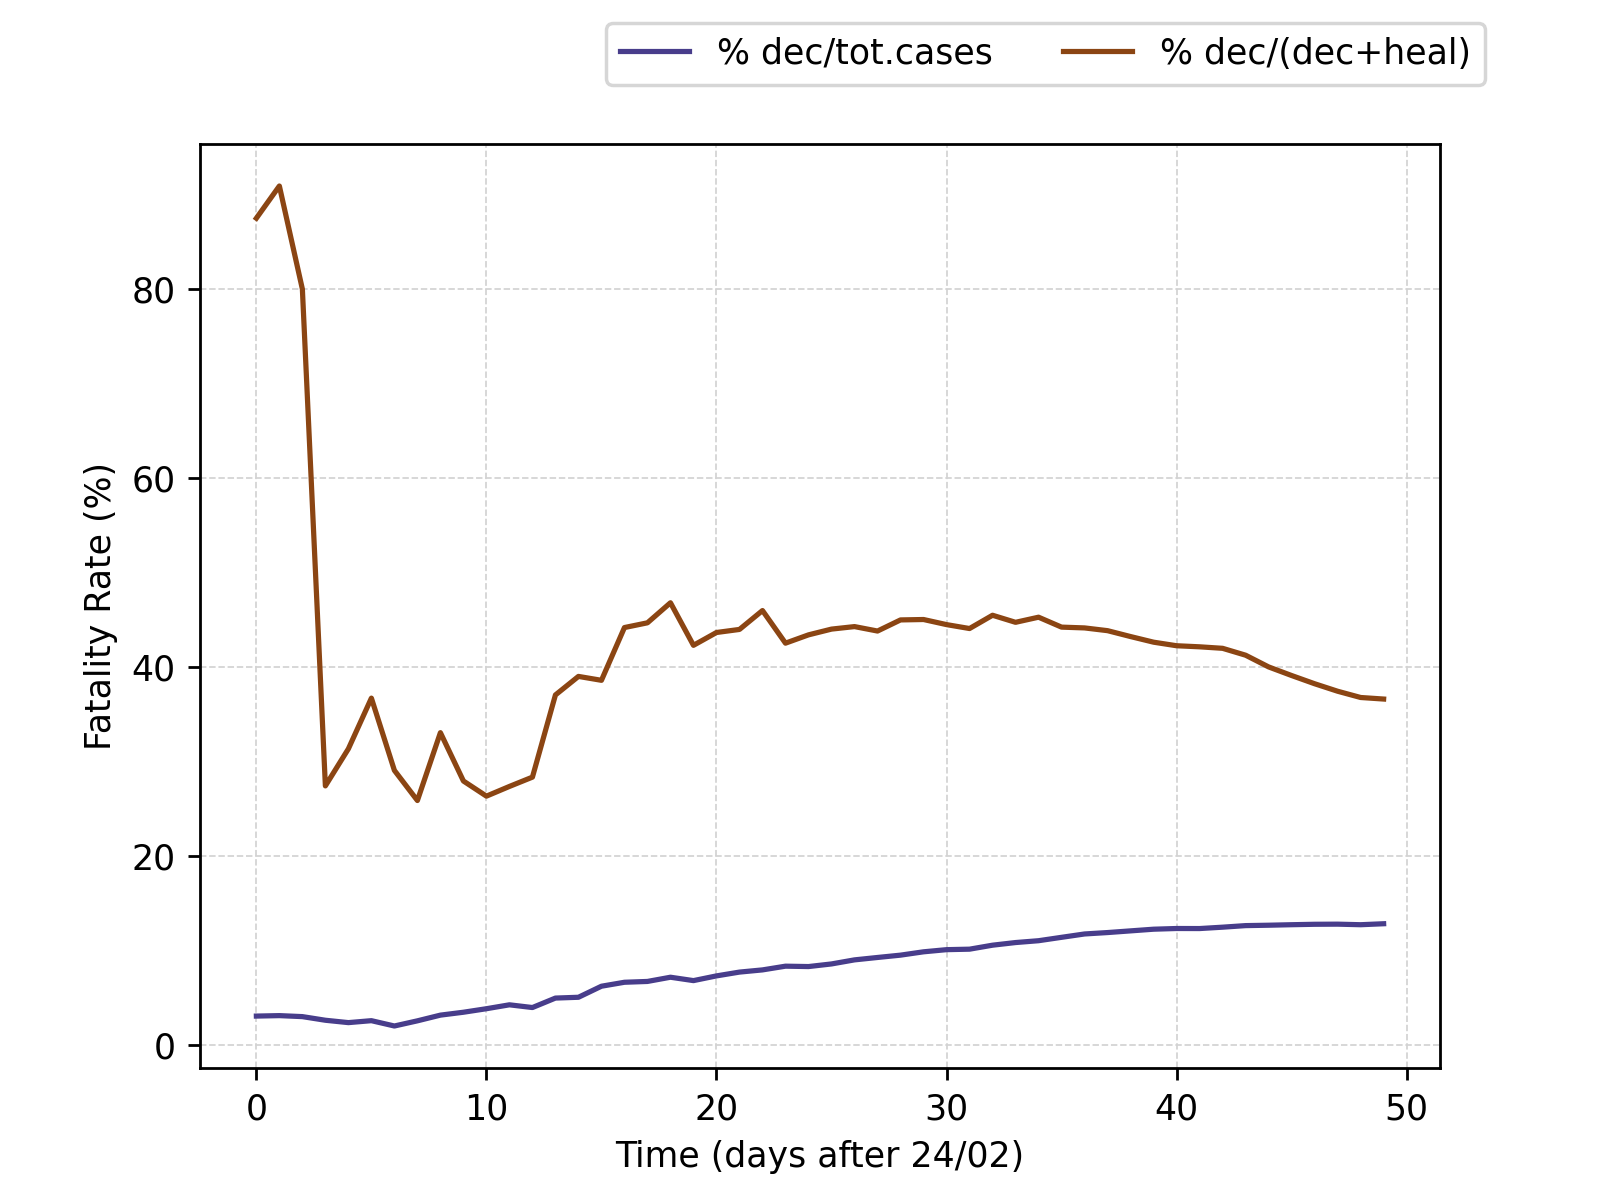 % dec/tot.cases % dec/(dec+heal)
Fatality Rate (%)
80
60
40
20
0
0 10 20 30 40 50
Time (days after 24/02)